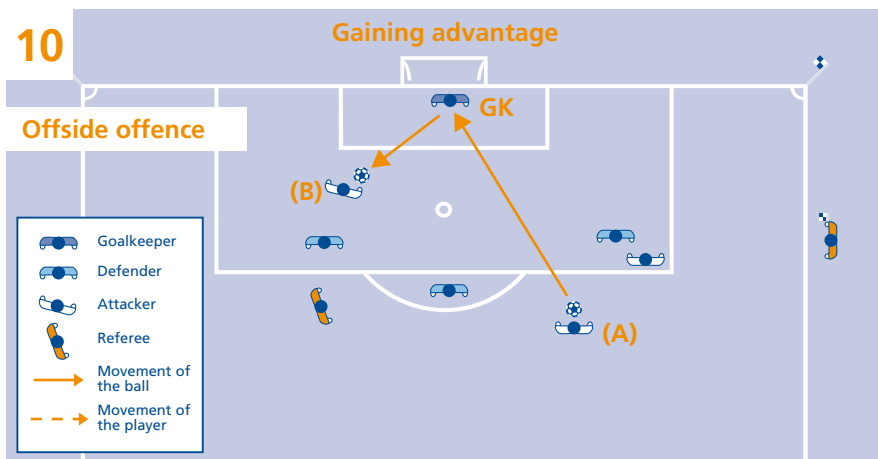 10
Gaining advantage
GK
Offside offence
(B)
Goalkeeper
Defender
Attacker
Referee
(A)
Movement of
the ball
Movement of
the player